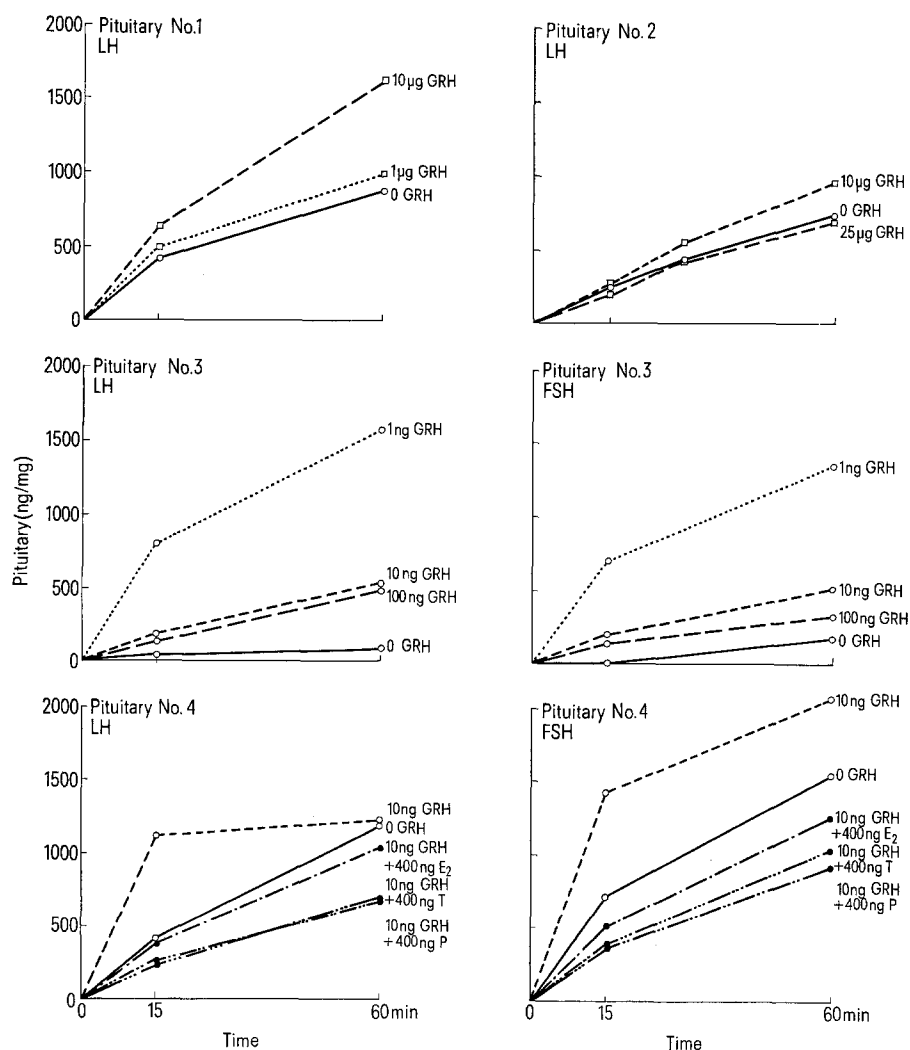 Pituitary No.1
LH
2000
1500
1000
500
0
10µg GRH
1µg GRH
0 GRH
Pituitary No.2
LH
10µg GRH
0 GRH
25µg GRH
Pituitary (ng/mg)
Pituitary No.3
LH
2000
1500
1000
500
0
1ng GRH
10ng GRH
100ng GRH
0 GRH
Pituitary No.3
FSH
1ng GRH
10ng GRH
100ng GRH
0 GRH
Pituitary No.4
LH
2000
1500
1000
500
0
10ng GRH
0 GRH
10ng GRH
+400ng E2
10ng GRH
+400ng T
10ng GRH
+400ng P
0 15 60min
Time
Pituitary No.4
FSH
10ng GRH
0 GRH
10ng GRH
+400ng E2
10ng GRH
+400ng T
10ng GRH
+400ng P
0 15 60min
Time